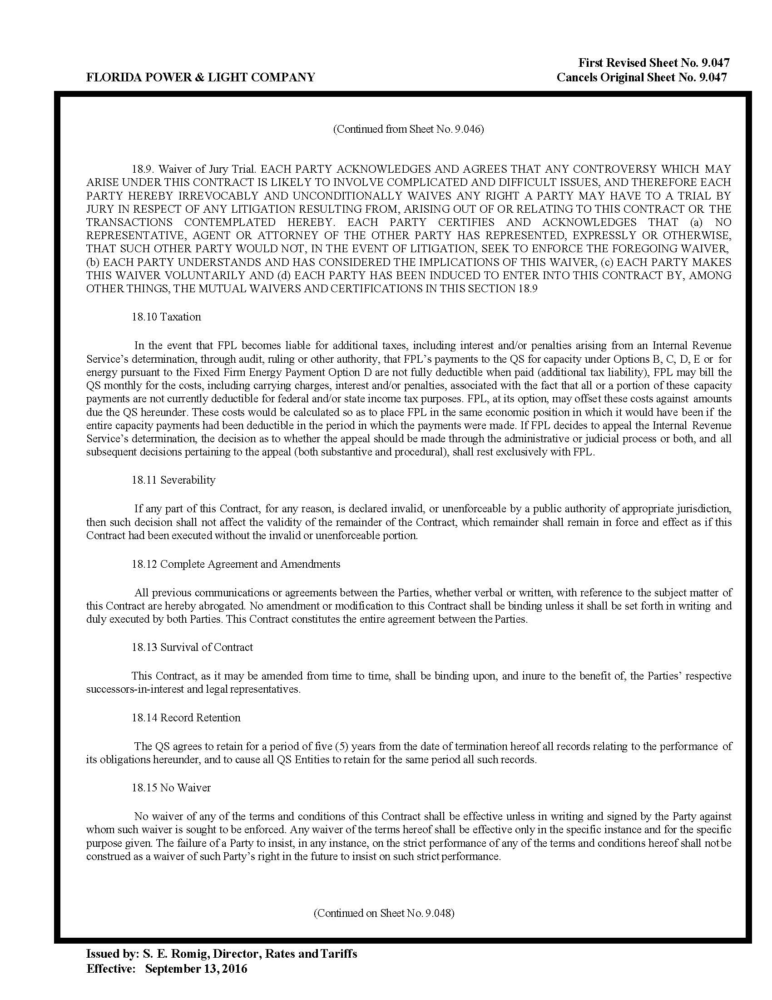 First Revised Sheet No. 9.047
FLORIDA POWER & LIGHT COMPANY Cancels Original Sheet No. 9.047
(Continued from Sheet No. 9.046)
18.9. Waiver of Jury Trial. EACH PARTY ACKNOWLEDGES AND AGREES THAT ANY CONTROVERSY WHICH MAY
ARISE UNDER THIS CONTRACT IS LIKELY TO INVOLVE COMPLICATED AND DIFFICULT ISSUES, AND THEREFORE EACH
PARTY HEREBY IRREVOCABLY AND UNCONDITIONALLY WAIVES ANY RIGHT A PARTY MAY HAVE TO A TRIAL BY
JURY IN RESPECT OF ANY LITIGATION RESULTING FROM, ARISING OUT OF OR RELATING TO THIS CONTRACT OR THE
TRANSACTIONS CONTEMPLATED HEREBY. EACH PARTY CERTIFIES AND ACKNOWLEDGES THAT (a) NO
REPRESENTATIVE, AGENT OR ATTORNEY OF THE OTHER PARTY HAS REPRESENTED, EXPRESSLY OR OTHERWISE,
THAT SUCH OTHER PARTY WOULD NOT, IN THE EVENT OF LITIGATION, SEEK TO ENFORCE THE FOREGOING WAIVER,
(b) EACH PARTY UNDERSTANDS AND HAS CONSIDERED THE IMPLICATIONS OF THIS WAIVER, (c) EACH PARTY MAKES
THIS WAIVER VOLUNTARILY AND (d) EACH PARTY HAS BEEN INDUCED TO ENTER INTO THIS CONTRACT BY, AMONG
OTHER THINGS, THE MUTUAL WAIVERS AND CERTIFICATIONS IN THIS SECTION 18.9
18.10 Taxation
In the event that FPL becomes liable for additional taxes, including interest and/or penalties arising from an Internal Revenue
Service’s determination, through audit, ruling or other authority, that FPL’s payments to the QS for capacity under Options B, C, D, E or for
energy pursuant to the Fixed Firm Energy Payment Option D are not fully deductible when paid (additional tax liability), FPL may bill the
QS monthly for the costs, including carrying charges, interest and/or penalties, associated with the fact that all or a portion of these capacity
payments are not currently deductible for federal and/or state income tax purposes. FPL, at its option, may offset these costs against amounts
due the QS hereunder. These costs would be calculated so as to place FPL in the same economic position in which it would have been if the
entire capacity payments had been deductible in the period in which the payments were made. If FPL decides to appeal the Internal Revenue
Service’s determination, the decision as to whether the appeal should be made through the administrative or judicial process or both, and all
subsequent decisions pertaining to the appeal (both substantive and procedural), shall rest exclusively with FPL.
18.11 Severability
If any part of this Contract, for any reason, is declared invalid, or unenforceable by a public authority of appropriate jurisdiction,
then such decision shall not affect the validity of the remainder of the Contract, which remainder shall remain in force and effect as if this
Contract had been executed without the invalid or unenforceable portion.
18.12 Complete Agreement and Amendments
All previous communications or agreements between the Parties, whether verbal or written, with reference to the subject matter of
this Contract are hereby abrogated. No amendment or modification to this Contract shall be binding unless it shall be set forth in writing and
duly executed by both Parties. This Contract constitutes the entire agreement between the Parties.
18.13 Survival of Contract
This Contract, as it may be amended from time to time, shall be binding upon, and inure to the benefit of, the Parties’ respective
successors-in-interest and legal representatives.
18.14 Record Retention
The QS agrees to retain for a period of five (5) years from the date of termination hereof all records relating to the performance of
its obligations hereunder, and to cause all QS Entities to retain for the same period all such records.
18.15 No Waiver
No waiver of any of the terms and conditions of this Contract shall be effective unless in writing and signed by the Party against
whom such waiver is sought to be enforced. Any waiver of the terms hereof shall be effective only in the specific instance and for the specific
purpose given. The failure of a Party to insist, in any instance, on the strict performance of any of the terms and conditions hereof shall not be
construed as a waiver of such Party’s right in the future to insist on such strict performance.
(Continued on Sheet No. 9.048)
Issued by: S. E. Romig, Director, Rates and Tariffs
Effective: September 13, 2016